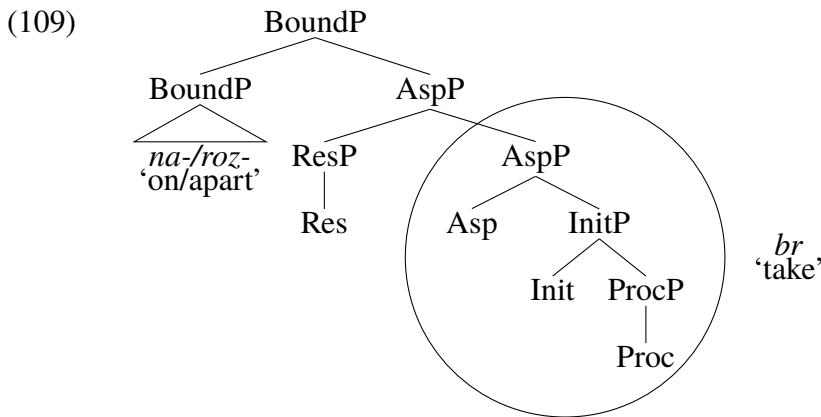 (109) BoundP
BoundP AspP
na-/roz- ResP AspP
‘on/apart’
Res Asp InitP
br
‘take’
Init ProcP
Proc